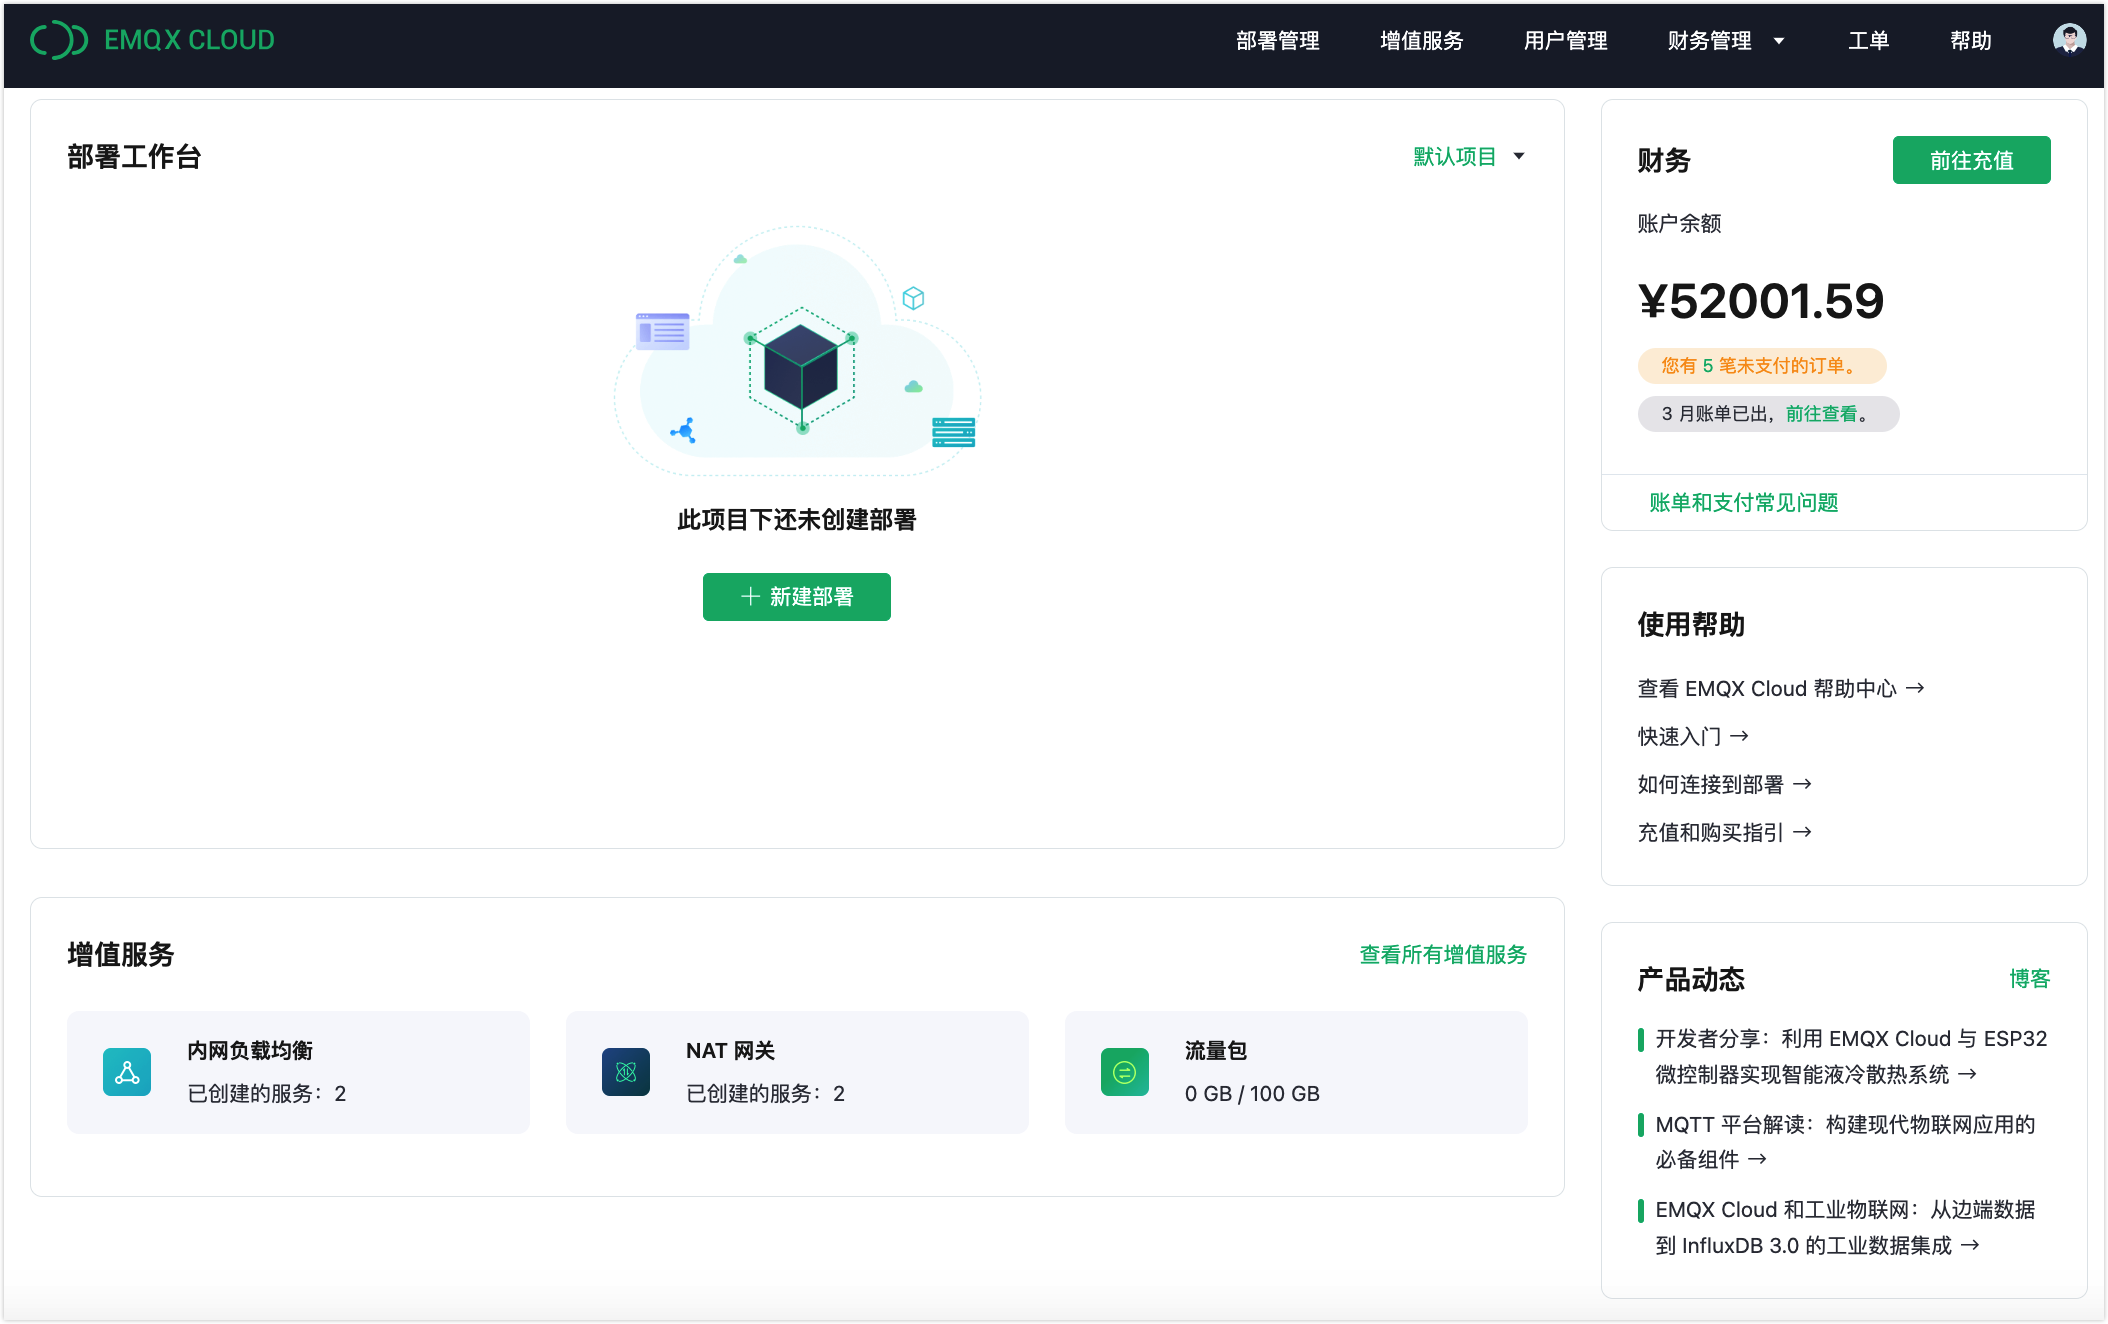 EMQX CLOUD
部署管理
增值服务
用户管理
财务管理
工单
帮助
部署工作台
默认项目
此项目下还未创建部署
新建部署
增值服务
查看所有增值服务
内网负载均衡
已创建的服务：2
NAT 网关
已创建的服务：2
流量包
0 GB / 100 GB
财务
前往充值
账户余额
¥52001.59
您有 5 笔未支付的订单。
3 月账单已出，前往查看。
账单和支付常见问题
使用帮助
查看 EMQX Cloud 帮助中心 →
快速入门 →
如何连接到部署 →
充值和购买指引 →
产品动态
博客
开发者分享：利用 EMQX Cloud 与 ESP32
微控制器实现智能液冷散热系统 →
MQTT 平台解读：构建现代物联网应用的
必备组件 →
EMQX Cloud 和工业物联网：从边端数据
到 InfluxDB 3.0 的工业数据集成 →